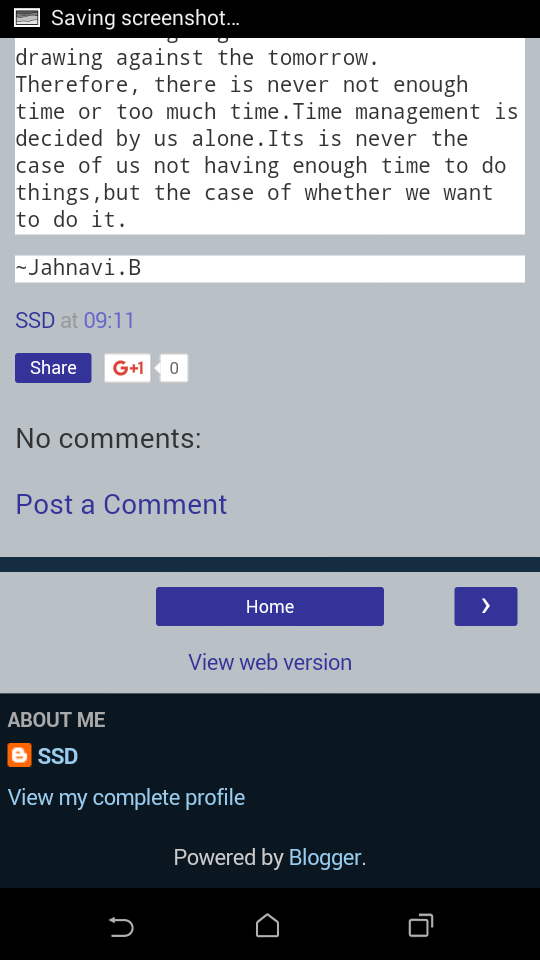 Saving screenshot...
drawing against the tomorrow.
Therefore, there is never not enough
time or too much time.Time management is
decided by us alone.Its is never the
case of us not having enough time to do
things,but the case of whether we want
to do it.
~Jahnavi.B
SSD at 09:11
Share G+1 0
No comments:
Post a Comment
Home ›
View web version
ABOUT ME
SSD
View my complete profile
Powered by Blogger.